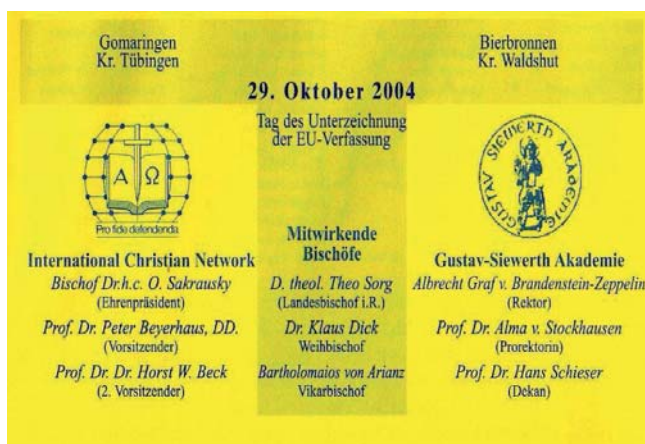 Gomaringen
Kr. Tübingen
Bierbronnen
Kr. Waldshut
29. Oktober 2004
Tag des Unterzeichnung
der EU-Verfassung
Α Ω
Pro fide defendenda
GUSTAV SIEWERTH AKADEMIE
International Christian Network
Bischof Dr.h.c. O. Sakrausky
(Ehrenpräsident)
Prof. Dr. Peter Beyerhaus, DD.
(Vorsitzender)
Prof. Dr. Dr. Horst W. Beck
(2. Vorsitzender)
Mitwirkende
Bischöfe
D. theol. Theo Sorg
(Landesbischof i.R.)
Dr. Klaus Dick
Weihbischof
Bartholomaios von Arianz
Vikarbischof
Gustav-Siewerth Akademie
Albrecht Graf v. Brandenstein-Zeppelin
(Rektor)
Prof. Dr. Alma v. Stockhausen
(Prorektorin)
Prof. Dr. Hans Schieser
(Dekan)